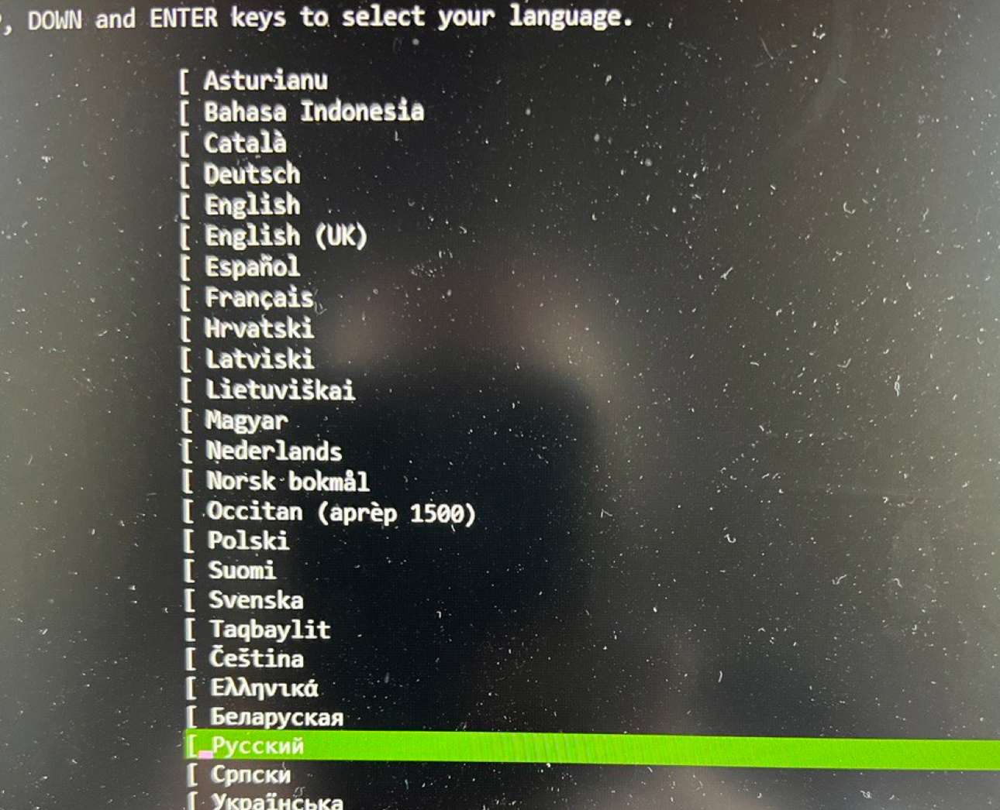 , DOWN and ENTER keys to select your language.
[ Asturianu
[ Bahasa Indonesia
[ Català
[ Deutsch
[ English
[ English (UK)
[ Español
[ Français
[ Hrvatski
[ Latviski
[ Lietuviškai
[ Magyar
[ Nederlands
[ Norsk bokmål
[ Occitan (aprèp 1500)
[ Polski
[ Suomi
[ Svenska
[ Taqbaylit
[ Čeština
[ Ελληνικά
[ Беларуская
[ Русский
[ Српски
[ Українська